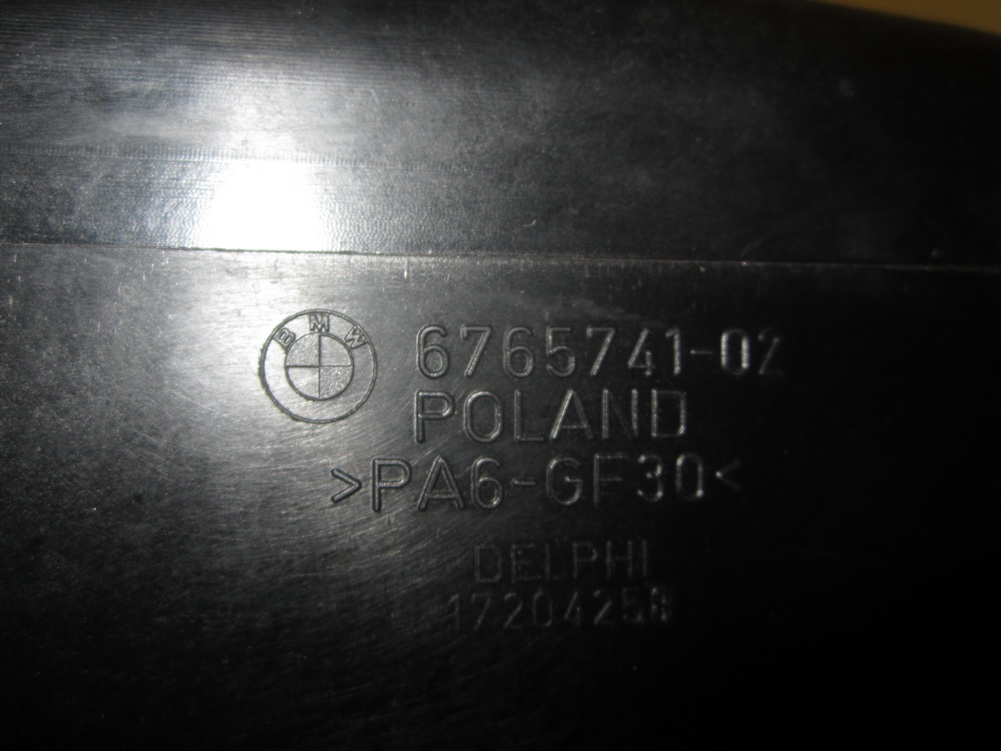 BMW
6765741-02
POLAND
>PA6-GF30<
DELPHI
17204258